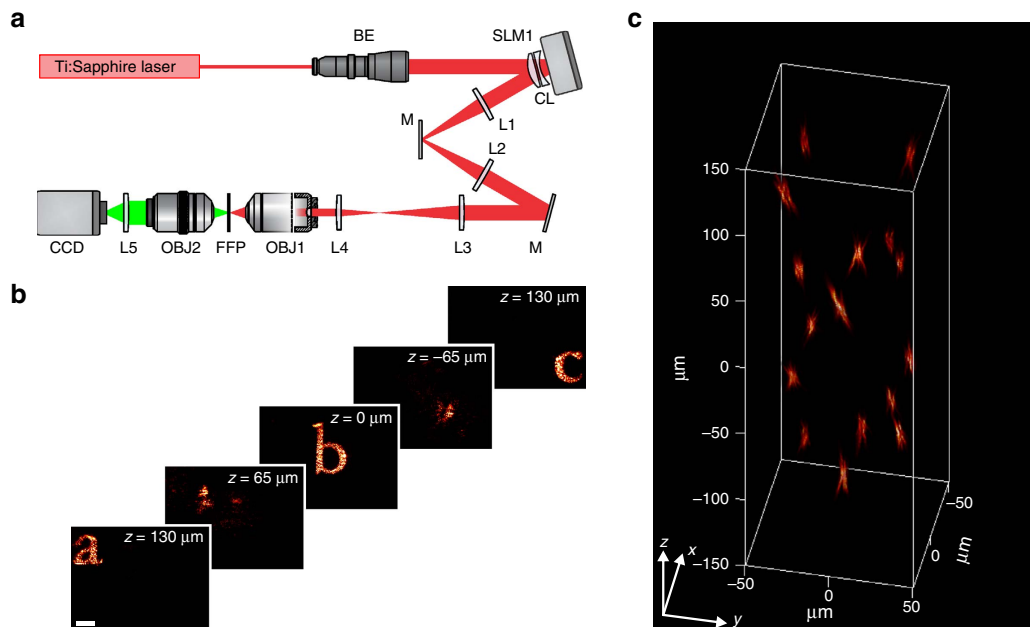 a
BE
SLM1
Ti:Sapphire laser
CL
M
L1
L2
CCD
L5
OBJ2
FFP
OBJ1
L4
L3
M
b
z = 130 μm
z = –65 μm
z = 0 μm
z = 65 μm
z = 130 μm
a
b
c
c
150
100
50
0
–50
–100
–150
μm
–50
0
50
μm
–50
0
μm
z
x
y